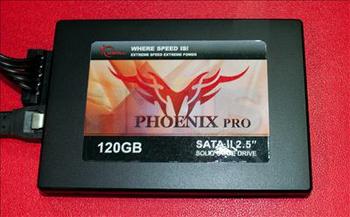 WHERE SPEED IS!
EXTREME SPEED EXTREME POWER
PHOENIX PRO
120GB
SATA-II 2.5"
SOLID STATE DRIVE